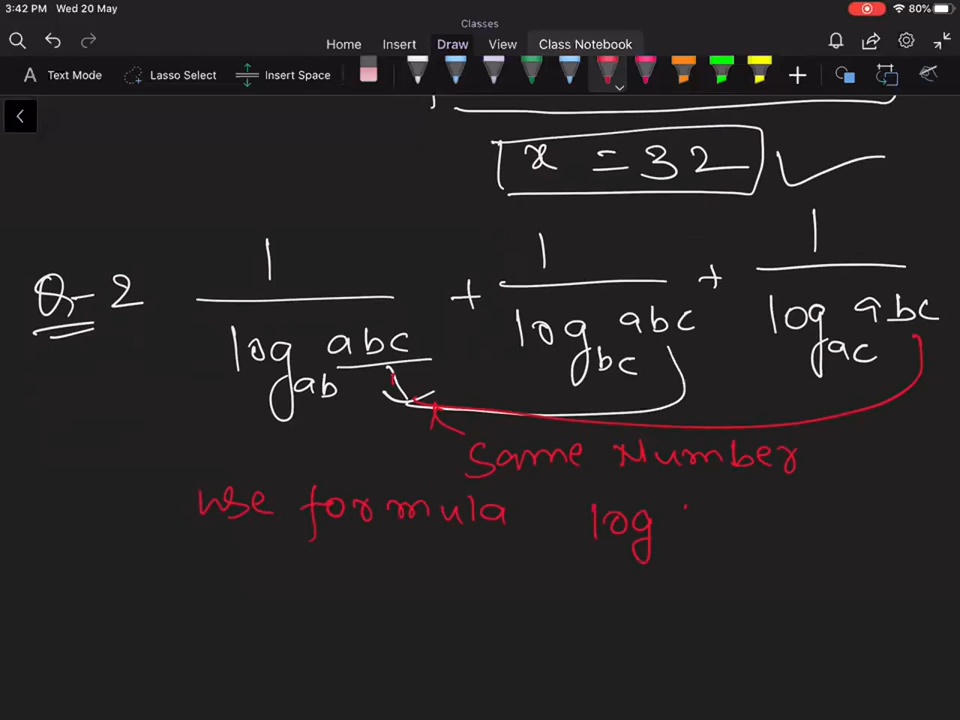 3:42 PM Wed 20 May
80%
Classes
Home Insert Draw View Class Notebook
A Text Mode Lasso Select Insert Space
x = 32
Q-2 1/log_ab abc + 1/log_bc abc + 1/log_ac abc
Same Number
use formula log